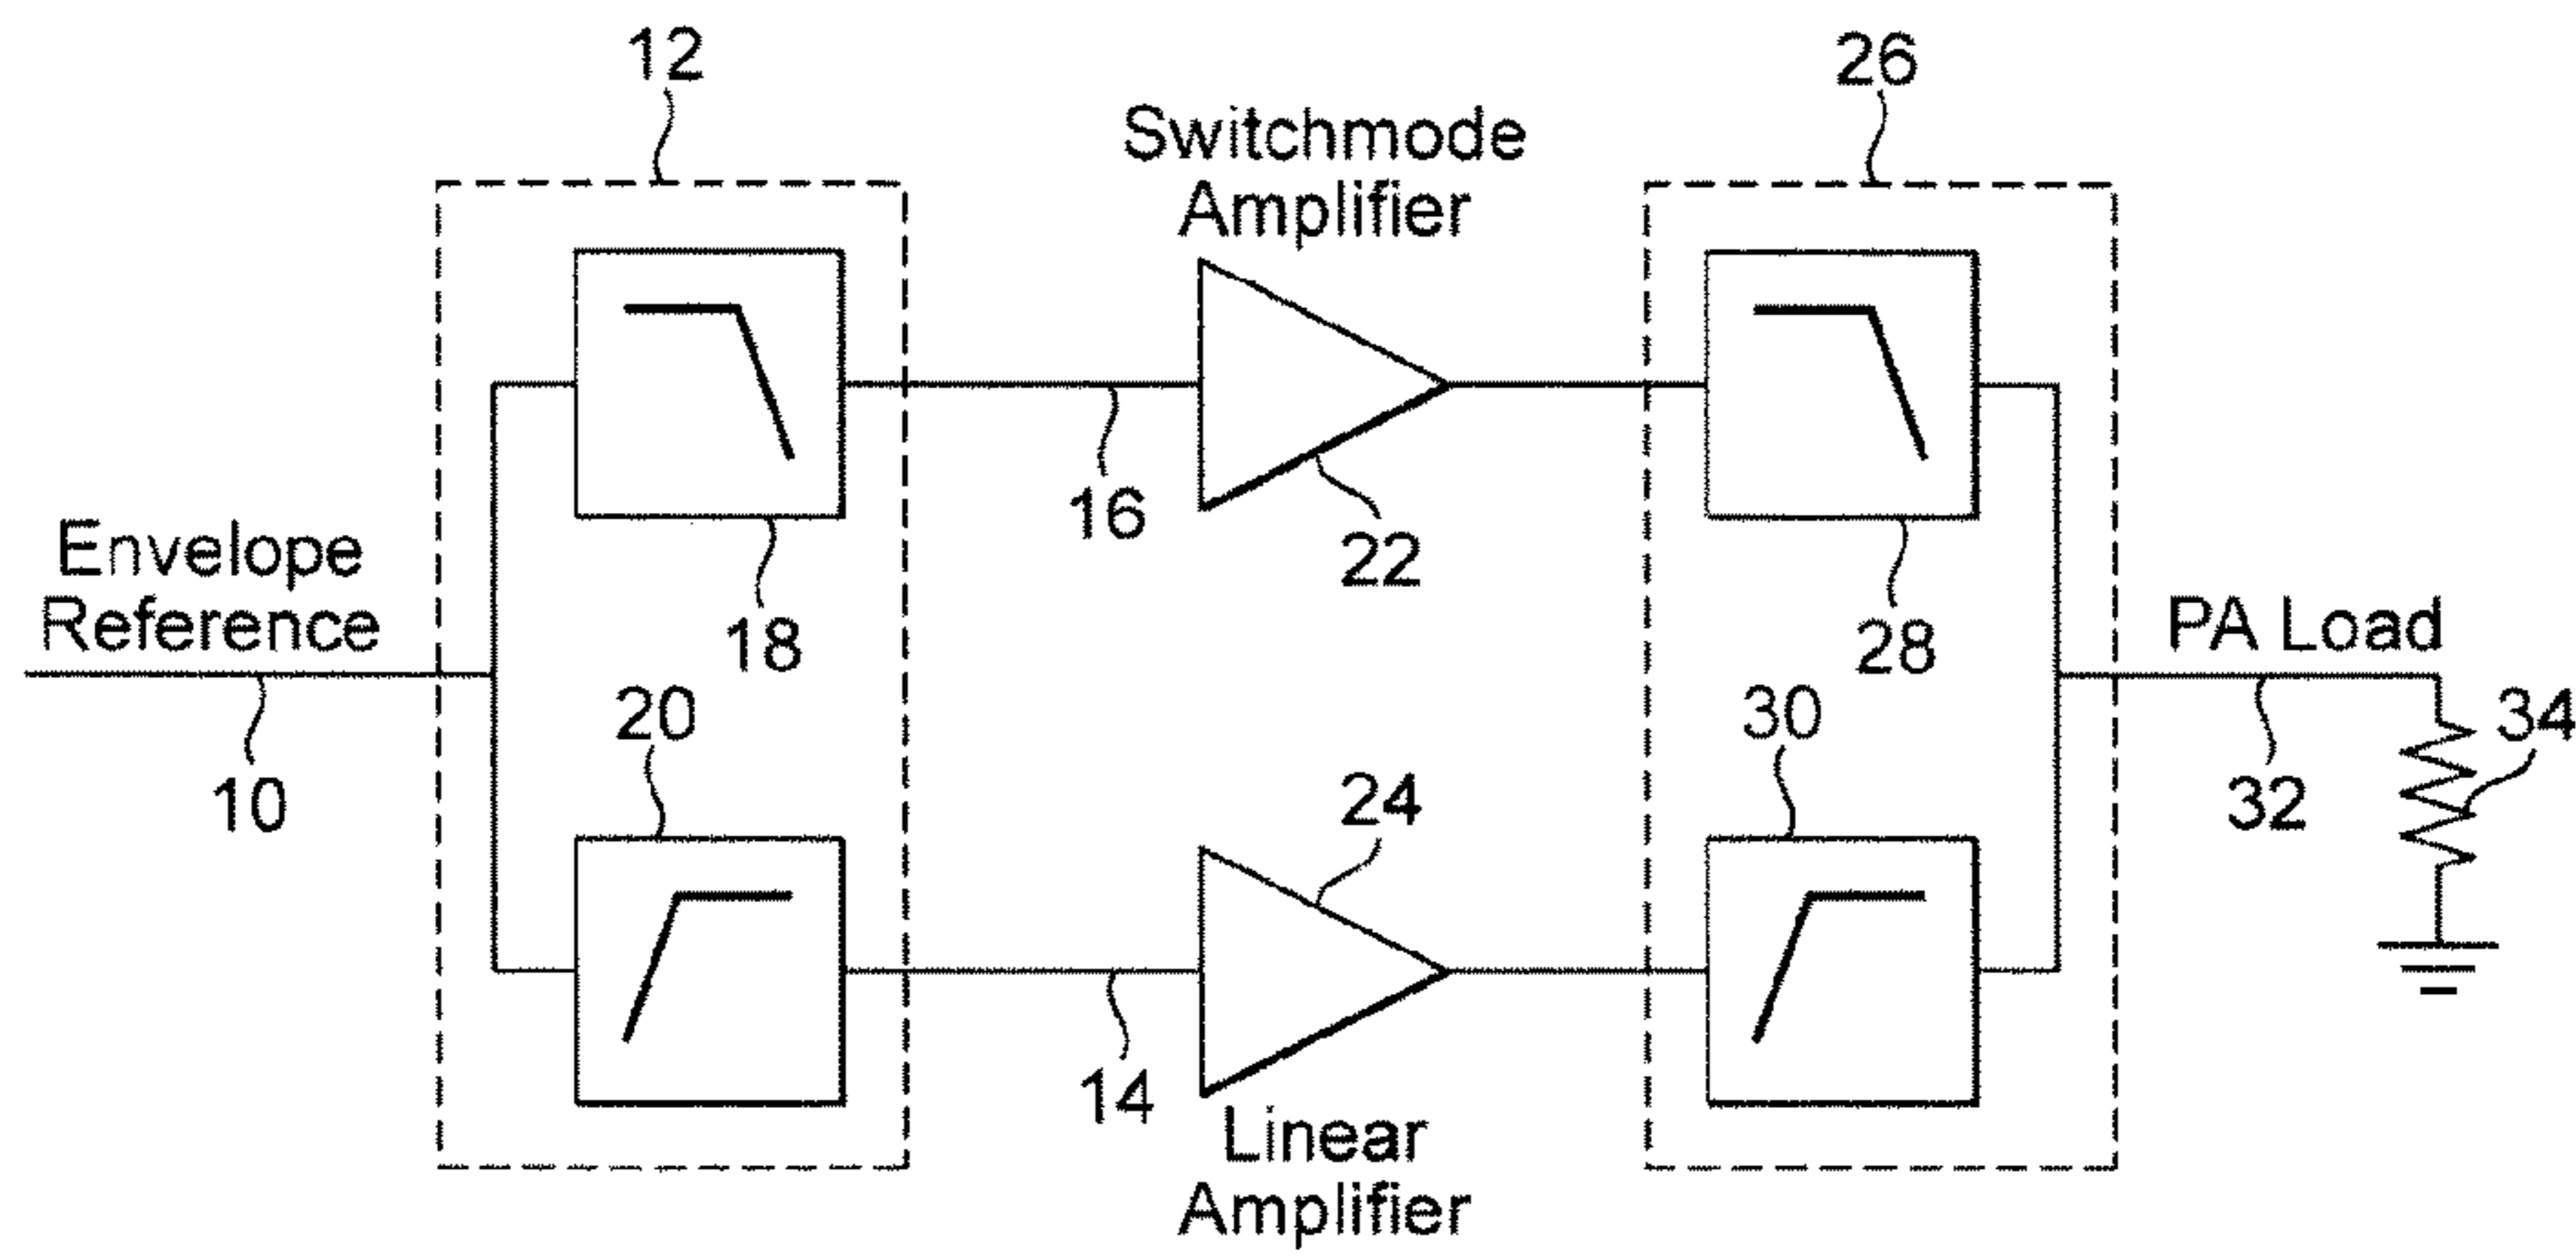 12
26
Switchmode
Amplifier
16
22
Envelope
Reference
18
28
PA Load
10
20
30
34
32
24
14
Linear
Amplifier